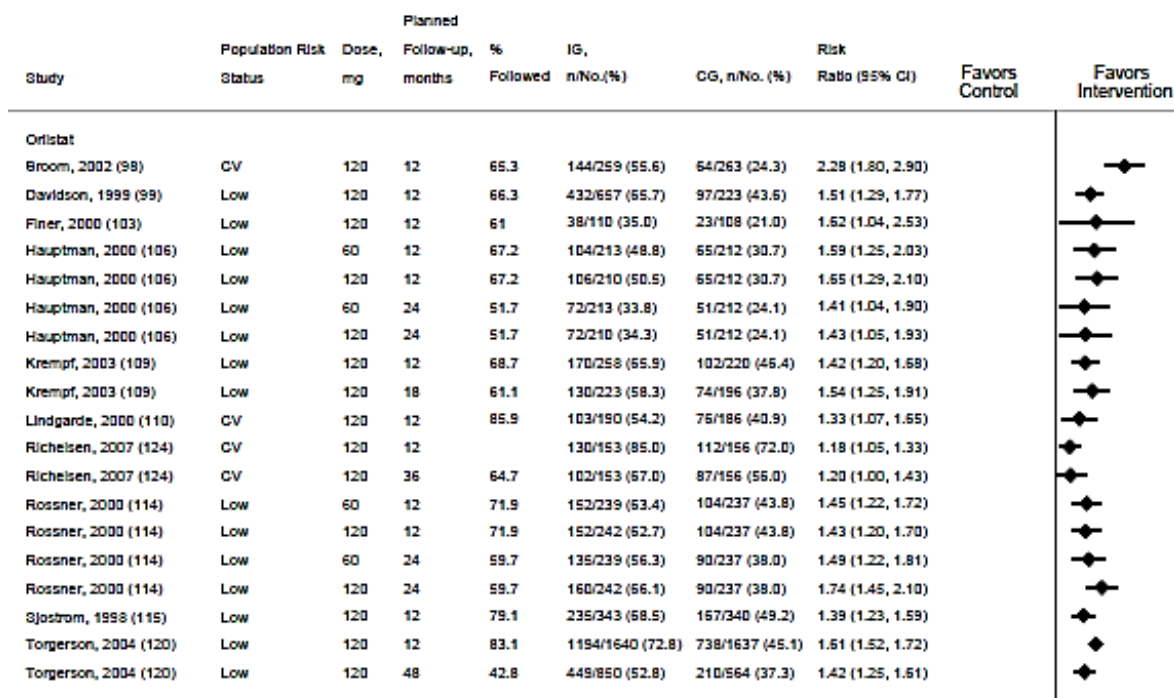 Planned
Population Risk Dose, Follow-up, % IG, Risk
Study Status mg months Followed n/No.(%) CG, n/No. (%) Ratio (95% CI) Favors Control Favors Intervention
Orlistat
Broom, 2002 (98) CV 120 12 65.3 144/259 (55.6) 64/263 (24.3) 2.28 (1.80, 2.90)
Davidson, 1999 (99) Low 120 12 66.3 432/657 (65.7) 97/223 (43.5) 1.51 (1.29, 1.77)
Finer, 2000 (103) Low 120 12 61 38/110 (35.0) 23/108 (21.0) 1.62 (1.04, 2.53)
Hauptman, 2000 (106) Low 60 12 67.2 104/213 (48.8) 65/212 (30.7) 1.59 (1.25, 2.03)
Hauptman, 2000 (106) Low 120 12 67.2 106/210 (50.5) 65/212 (30.7) 1.65 (1.29, 2.10)
Hauptman, 2000 (106) Low 60 24 51.7 72/213 (33.8) 51/212 (24.1) 1.41 (1.04, 1.90)
Hauptman, 2000 (106) Low 120 24 51.7 72/210 (34.3) 51/212 (24.1) 1.43 (1.05, 1.93)
Krempf, 2003 (109) Low 120 12 68.7 170/258 (65.9) 102/220 (46.4) 1.42 (1.20, 1.68)
Krempf, 2003 (109) Low 120 18 61.1 130/223 (58.3) 74/196 (37.8) 1.54 (1.25, 1.91)
Lindgarde, 2000 (110) CV 120 12 85.9 103/190 (54.2) 76/186 (40.9) 1.33 (1.07, 1.65)
Richelsen, 2007 (124) CV 120 12 130/153 (85.0) 112/156 (72.0) 1.18 (1.05, 1.33)
Richelsen, 2007 (124) CV 120 36 64.7 102/153 (67.0) 87/156 (56.0) 1.20 (1.00, 1.43)
Rossner, 2000 (114) Low 60 12 71.9 152/239 (63.4) 104/237 (43.8) 1.45 (1.22, 1.72)
Rossner, 2000 (114) Low 120 12 71.9 152/242 (62.7) 104/237 (43.8) 1.43 (1.20, 1.70)
Rossner, 2000 (114) Low 60 24 59.7 135/239 (56.3) 90/237 (38.0) 1.49 (1.22, 1.81)
Rossner, 2000 (114) Low 120 24 59.7 160/242 (66.1) 90/237 (38.0) 1.74 (1.45, 2.10)
Sjostrom, 1998 (115) Low 120 12 79.1 235/343 (68.5) 167/340 (49.2) 1.39 (1.23, 1.59)
Torgerson, 2004 (120) Low 120 12 83.1 1194/1640 (72.8) 738/1637 (45.1) 1.61 (1.52, 1.72)
Torgerson, 2004 (120) Low 120 48 42.8 449/850 (52.8) 210/564 (37.3) 1.42 (1.25, 1.61)